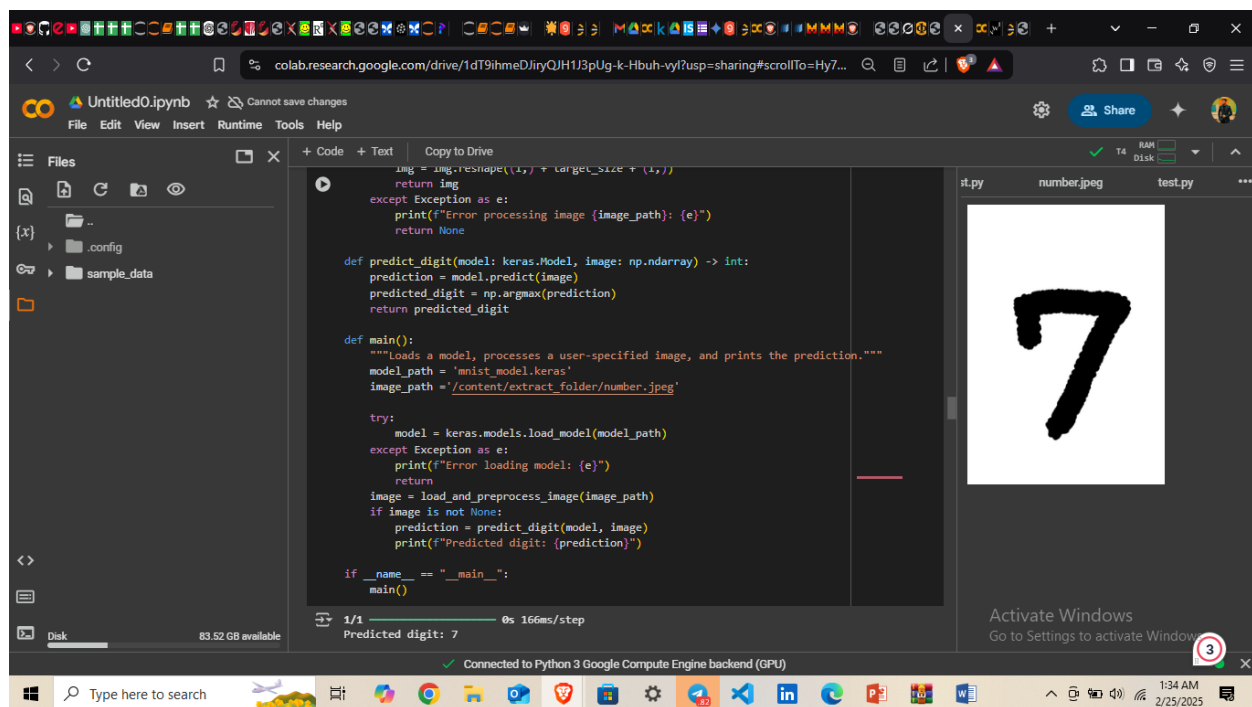 colab.research.google.com/drive/1dT9ihmeDJiryQJH1J3pUg-k-Hbuh-vyl?usp=sharing#scrollTo=Hy7...
Untitled0.ipynb
Cannot save changes
File Edit View Insert Runtime Tools Help
Share
Files
+ Code + Text Copy to Drive
T4 RAM
Disk
..
.config
sample_data
{x}
img = img.reshape((1,) + target_size + (1,))
return img
except Exception as e:
print(f"Error processing image {image_path}: {e}")
return None
def predict_digit(model: keras.Model, image: np.ndarray) -> int:
prediction = model.predict(image)
predicted_digit = np.argmax(prediction)
return predicted_digit
def main():
"""Loads a model, processes a user-specified image, and prints the prediction."""
model_path = 'mnist_model.keras'
image_path ='/content/extract_folder/number.jpeg'
try:
model = keras.models.load_model(model_path)
except Exception as e:
print(f"Error loading model: {e}")
return
image = load_and_preprocess_image(image_path)
if image is not None:
prediction = predict_digit(model, image)
print(f"Predicted digit: {prediction}")
if __name__ == "__main__":
main()
1/1 0s 166ms/step
Predicted digit: 7
st.py number.jpeg test.py
7
Disk 83.52 GB available
Activate Windows
Go to Settings to activate Window
3
Connected to Python 3 Google Compute Engine backend (GPU)
Type here to search
1:34 AM
2/25/2025